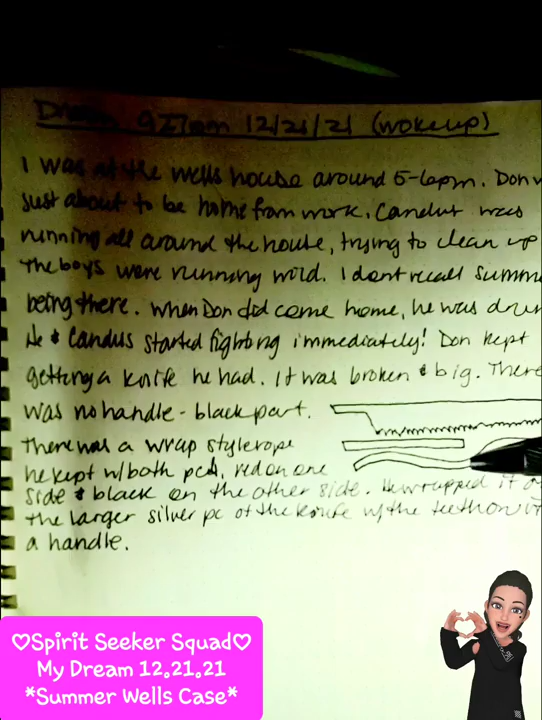 Dream 9:27am 12/21/21 (woke up)
I was at the wells house around 5-6pm. Don w
just about to be home from work. Candus was
running all around the house, trying to clean up
The boys were running wild. I dont recall Summe
being there. When Don did come home, he was drun
He & Candus started fighting immediately! Don kept
getting a knife he had. It was broken & big. There
was no handle - black part.
There was a wrap style rope
he kept w/both pcs, red on one
side & black on the other side. He wrapped it
the larger silver pc of the knife w/the teeth on it
a handle.
♡Spirit Seeker Squad♡
My Dream 12.21.21
*Summer Wells Case*